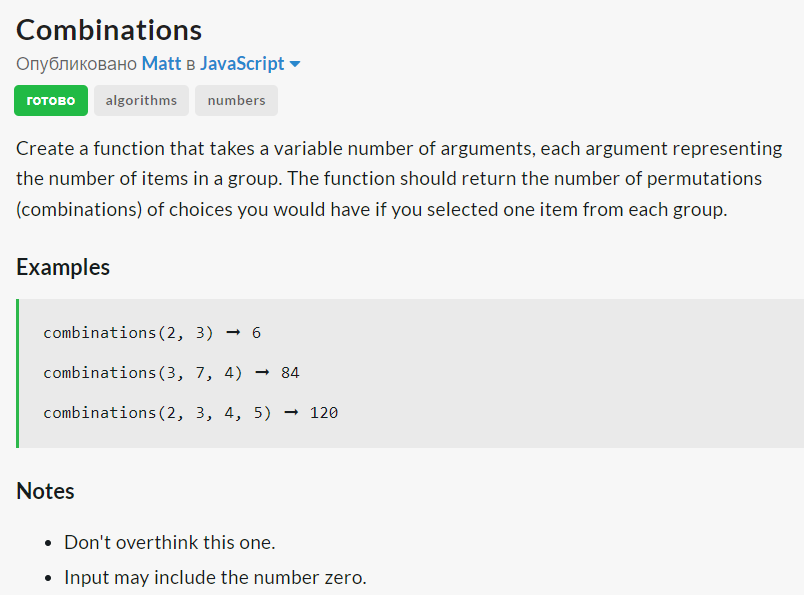 Combinations
Опубликовано Matt в JavaScript
готово algorithms numbers
Create a function that takes a variable number of arguments, each argument representing
the number of items in a group. The function should return the number of permutations
(combinations) of choices you would have if you selected one item from each group.
Examples
combinations(2, 3) ➞ 6
combinations(3, 7, 4) ➞ 84
combinations(2, 3, 4, 5) ➞ 120
Notes
• Don't overthink this one.
• Input may include the number zero.